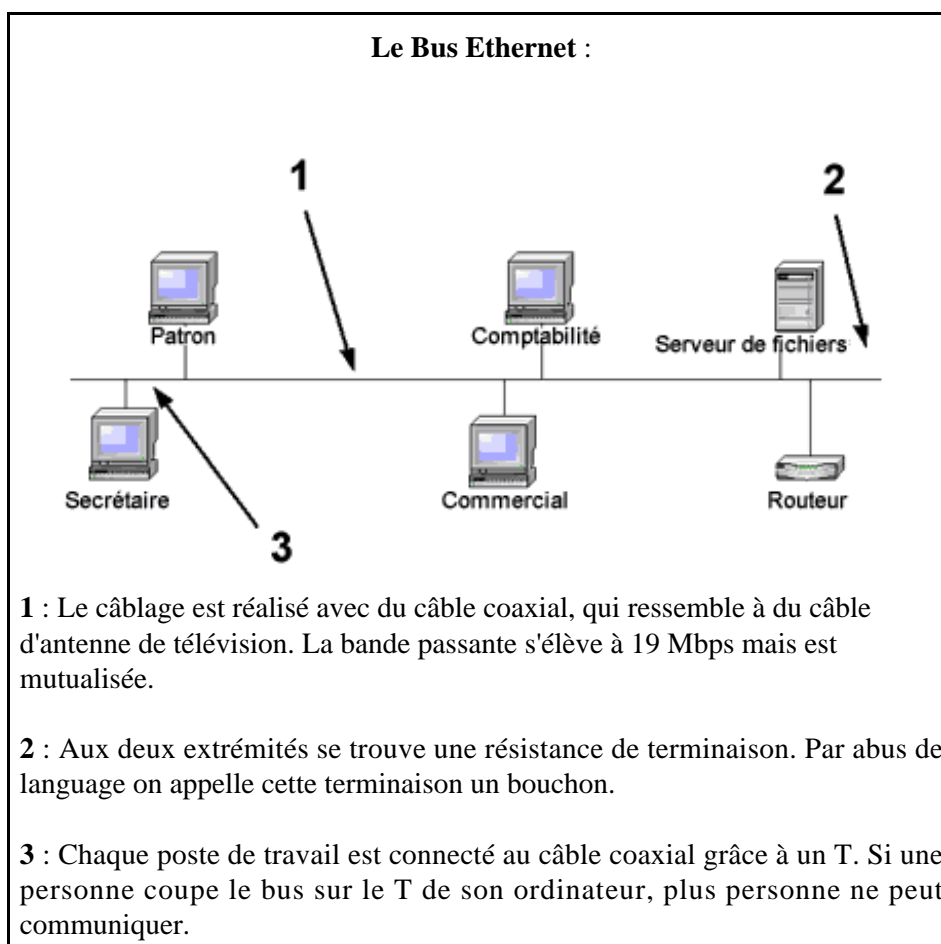 Le Bus Ethernet :
1
2
Patron
Comptabilité
Serveur de fichiers
Secrétaire
Commercial
Routeur
3
1 : Le câblage est réalisé avec du câble coaxial, qui ressemble à du câble
d'antenne de télévision. La bande passante s'élève à 19 Mbps mais est
mutualisée.
2 : Aux deux extrémités se trouve une résistance de terminaison. Par abus de
language on appelle cette terminaison un bouchon.
3 : Chaque poste de travail est connecté au câble coaxial grâce à un T. Si une
personne coupe le bus sur le T de son ordinateur, plus personne ne peut
communiquer.